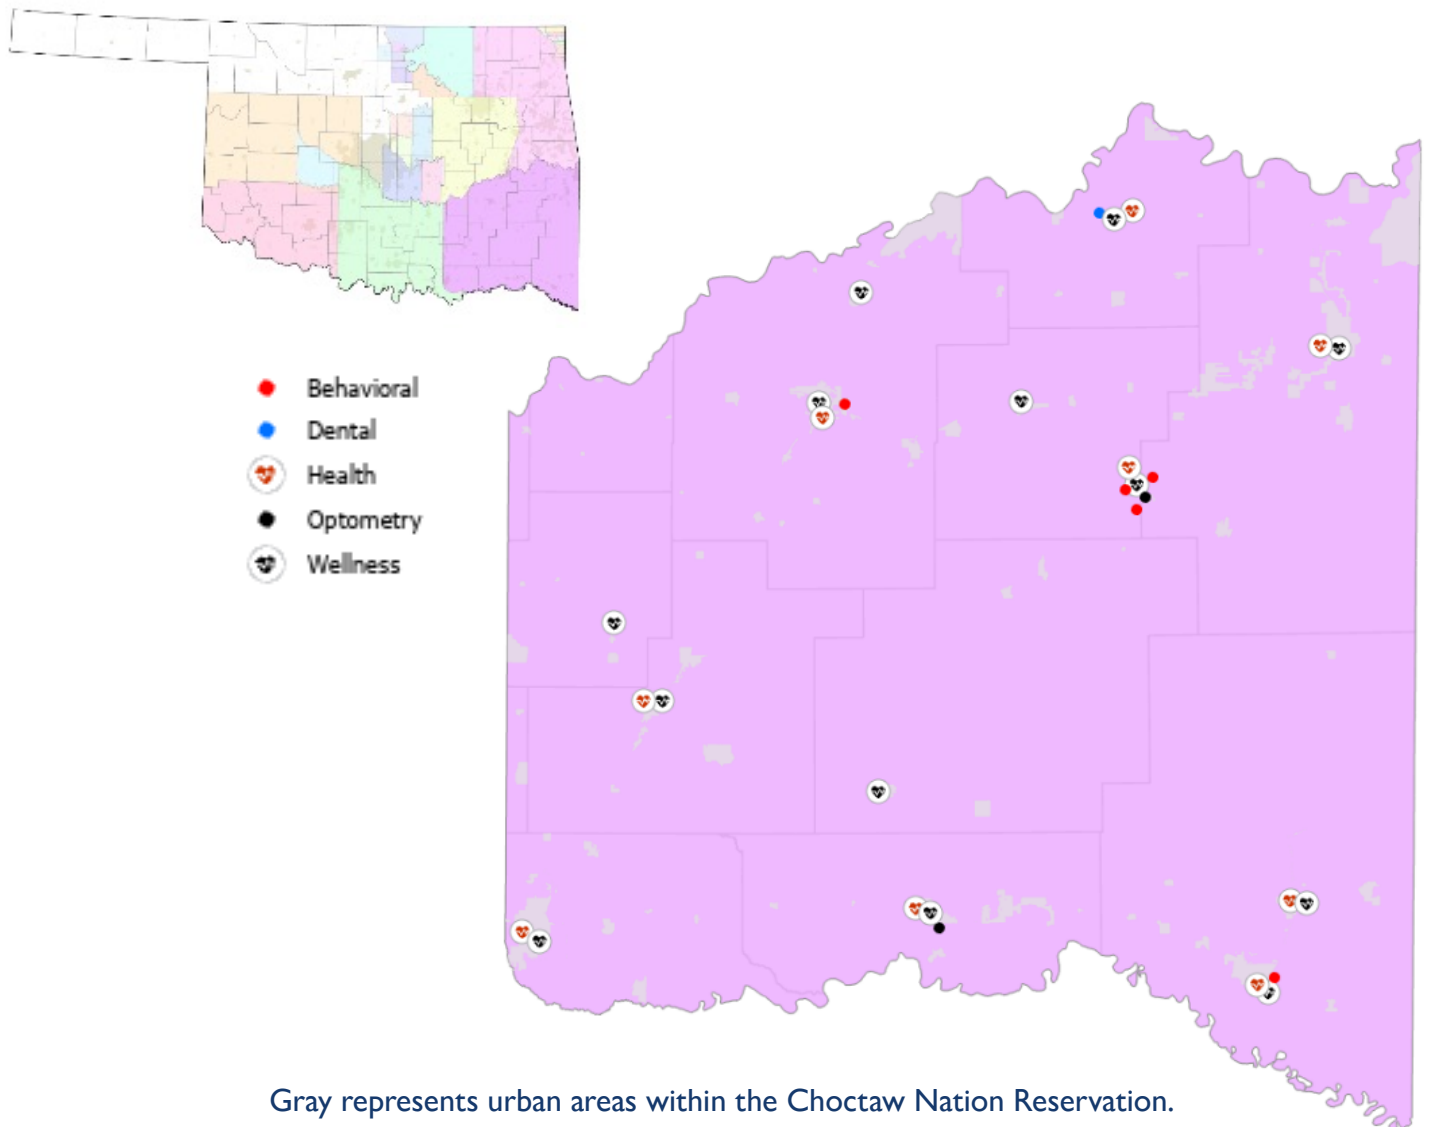 Behavioral
Dental
Health
Optometry
Wellness
Gray represents urban areas within the Choctaw Nation Reservation.